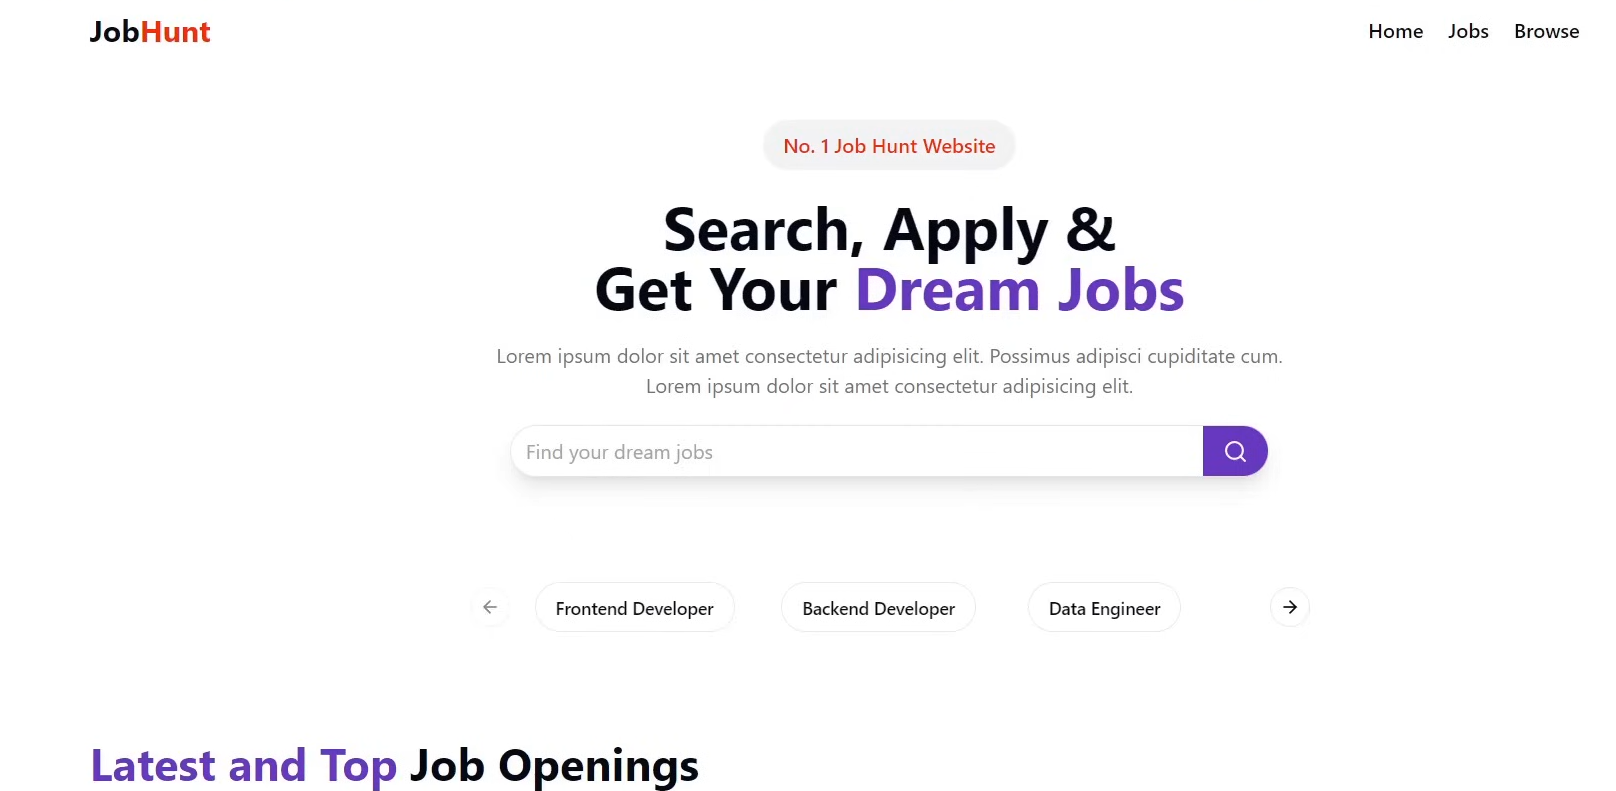 JobHunt
Home Jobs Browse
No. 1 Job Hunt Website
Search, Apply &
Get Your Dream Jobs
Lorem ipsum dolor sit amet consectetur adipisicing elit. Possimus adipisci cupiditate cum.
Lorem ipsum dolor sit amet consectetur adipisicing elit.
Find your dream jobs
Frontend Developer Backend Developer Data Engineer
Latest and Top Job Openings